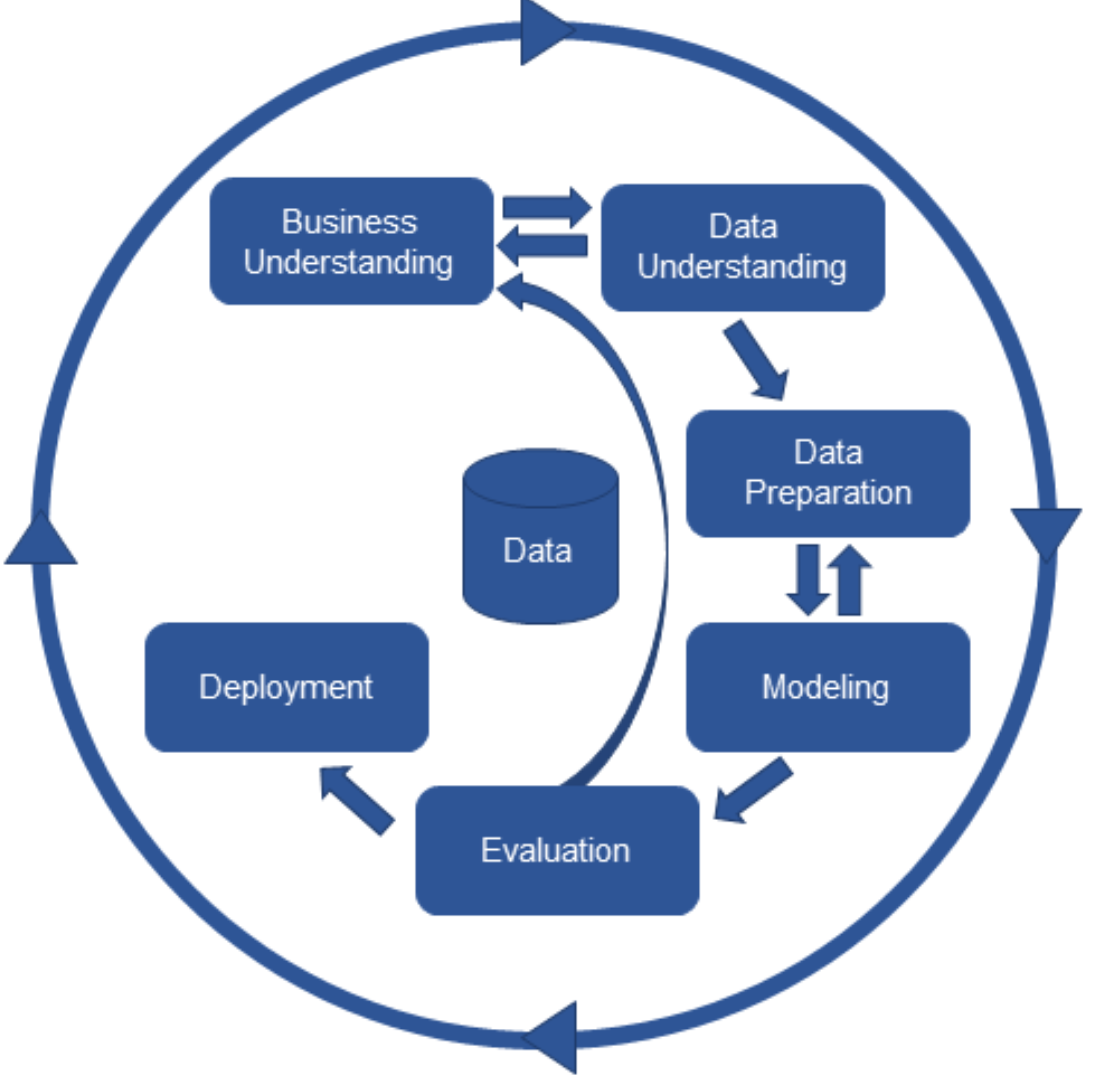 Business
Understanding
Data
Understanding
Data
Preparation
Data
Deployment
Modeling
Evaluation